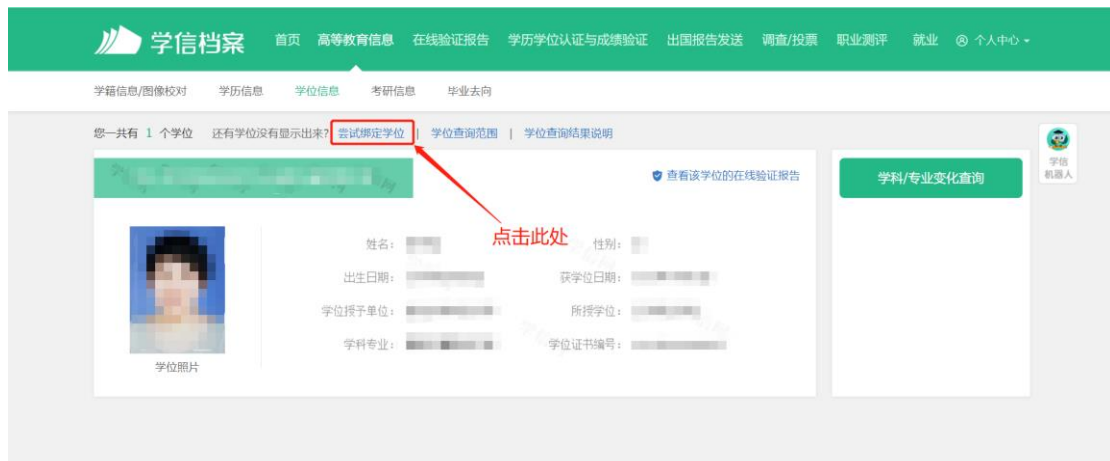 学信档案 首页 高等教育信息 在线验证报告 学历学位认证与成绩验证 出国报告发送 调查/投票 职业测评 就业 个人中心
学籍信息/图像校对 学历信息 学位信息 考研信息 毕业去向
您一共有 1 个学位 还有学位没有显示出来? 尝试绑定学位 | 学位查询范围 | 学位查询结果说明
学信
机器人
查看该学位的在线验证报告
学科/专业变化查询
点击此处
姓名: 性别:
出生日期: 获学位日期:
学位授予单位: 所授学位:
学科专业: 学位证书编号:
学位照片